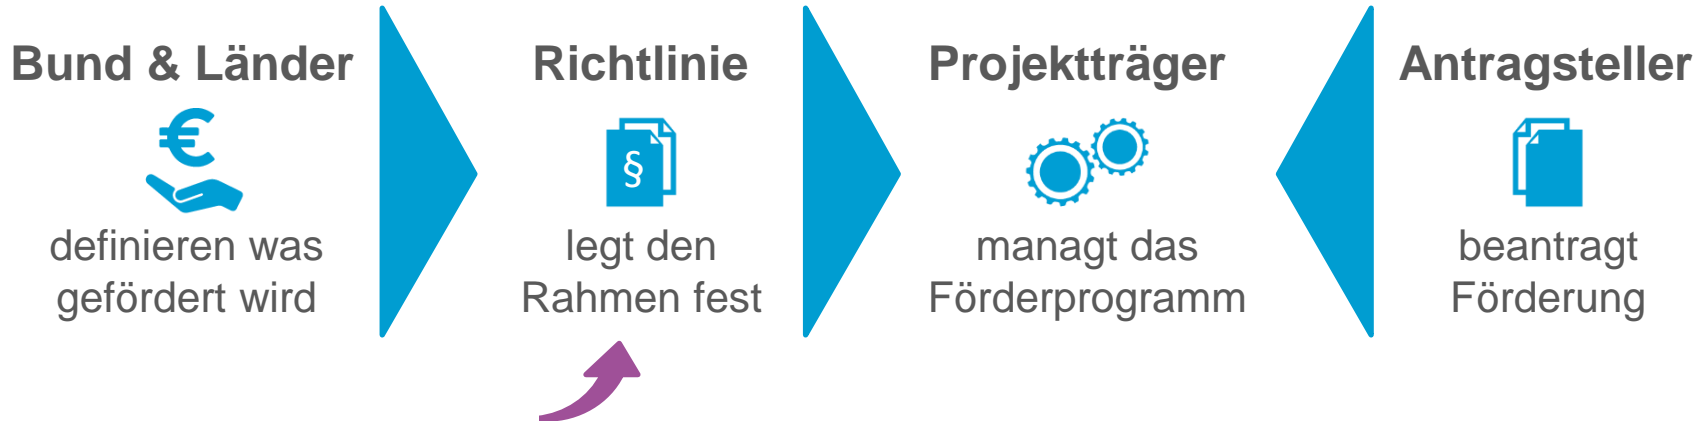 Bund & Länder
€
definieren was
gefördert wird
Richtlinie
§
legt den
Rahmen fest
Projektträger
managt das
Förderprogramm
Antragsteller
beantragt
Förderung